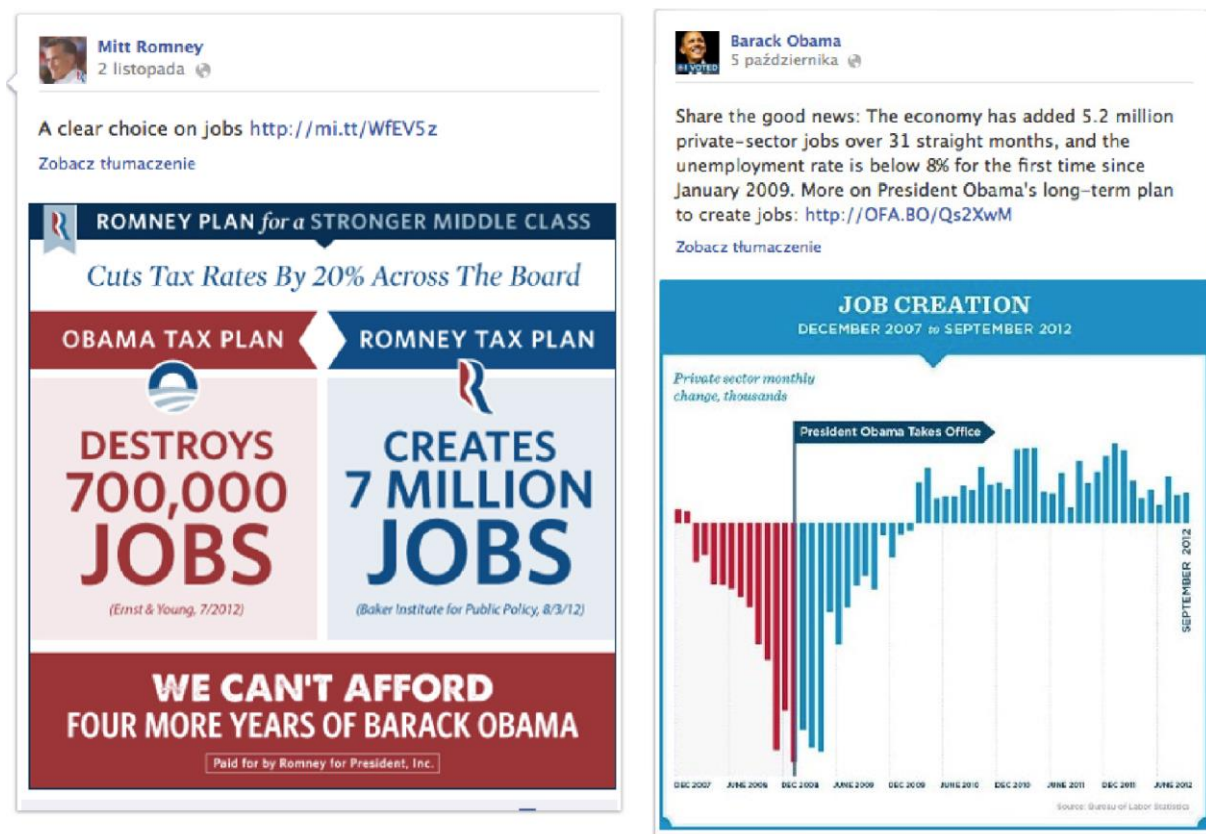 Mitt Romney
2 listopada
A clear choice on jobs http://mi.tt/WfEV5z
Zobacz tłumaczenie
R ROMNEY PLAN for a STRONGER MIDDLE CLASS
Cuts Tax Rates By 20% Across The Board
OBAMA TAX PLAN
DESTROYS
700,000
JOBS
(Ernst & Young, 7/2012)
ROMNEY TAX PLAN
R
CREATES
7 MILLION
JOBS
(Baker Institute for Public Policy, 8/3/12)
WE CAN'T AFFORD
FOUR MORE YEARS OF BARACK OBAMA
Paid for by Romney for President, Inc.
Barack Obama
I VOTED
5 października
Share the good news: The economy has added 5.2 million
private-sector jobs over 31 straight months, and the
unemployment rate is below 8% for the first time since
January 2009. More on President Obama's long-term plan
to create jobs: http://OFA.BO/Qs2XwM
Zobacz tłumaczenie
JOB CREATION
DECEMBER 2007 to SEPTEMBER 2012
Private sector monthly
change, thousands
President Obama Takes Office
SEPTEMBER 2012
DEC 2007 JUNE 2008 DEC 2008 JUNE 2009 DEC 2009 JUNE 2010 DEC 2010 JUNE 2011 DEC 2011 JUNE 2012
Source: Bureau of Labor Statistics